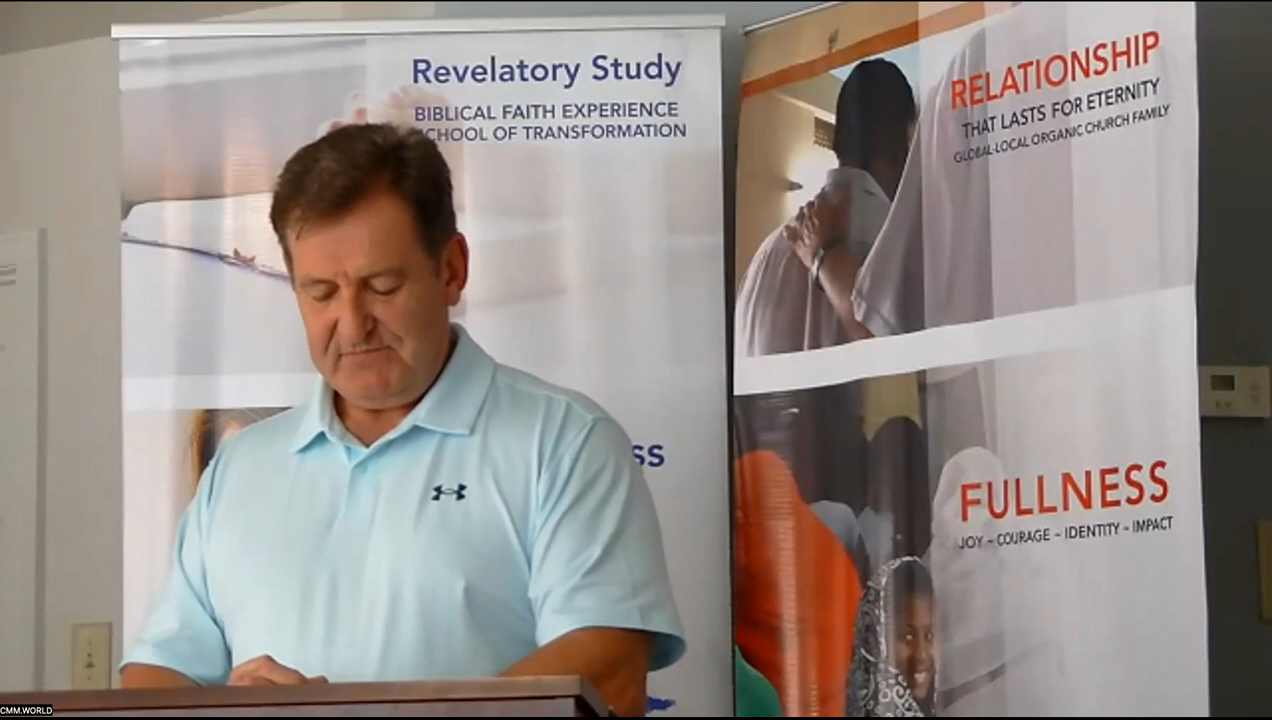 Revelatory Study
BIBLICAL FAITH EXPERIENCE
SCHOOL OF TRANSFORMATION
RELATIONSHIP
THAT LASTS FOR ETERNITY
GLOBAL-LOCAL ORGANIC CHURCH FAMILY
ss
FULLNESS
JOY ~ COURAGE ~ IDENTITY ~ IMPACT
CMM.WORLD